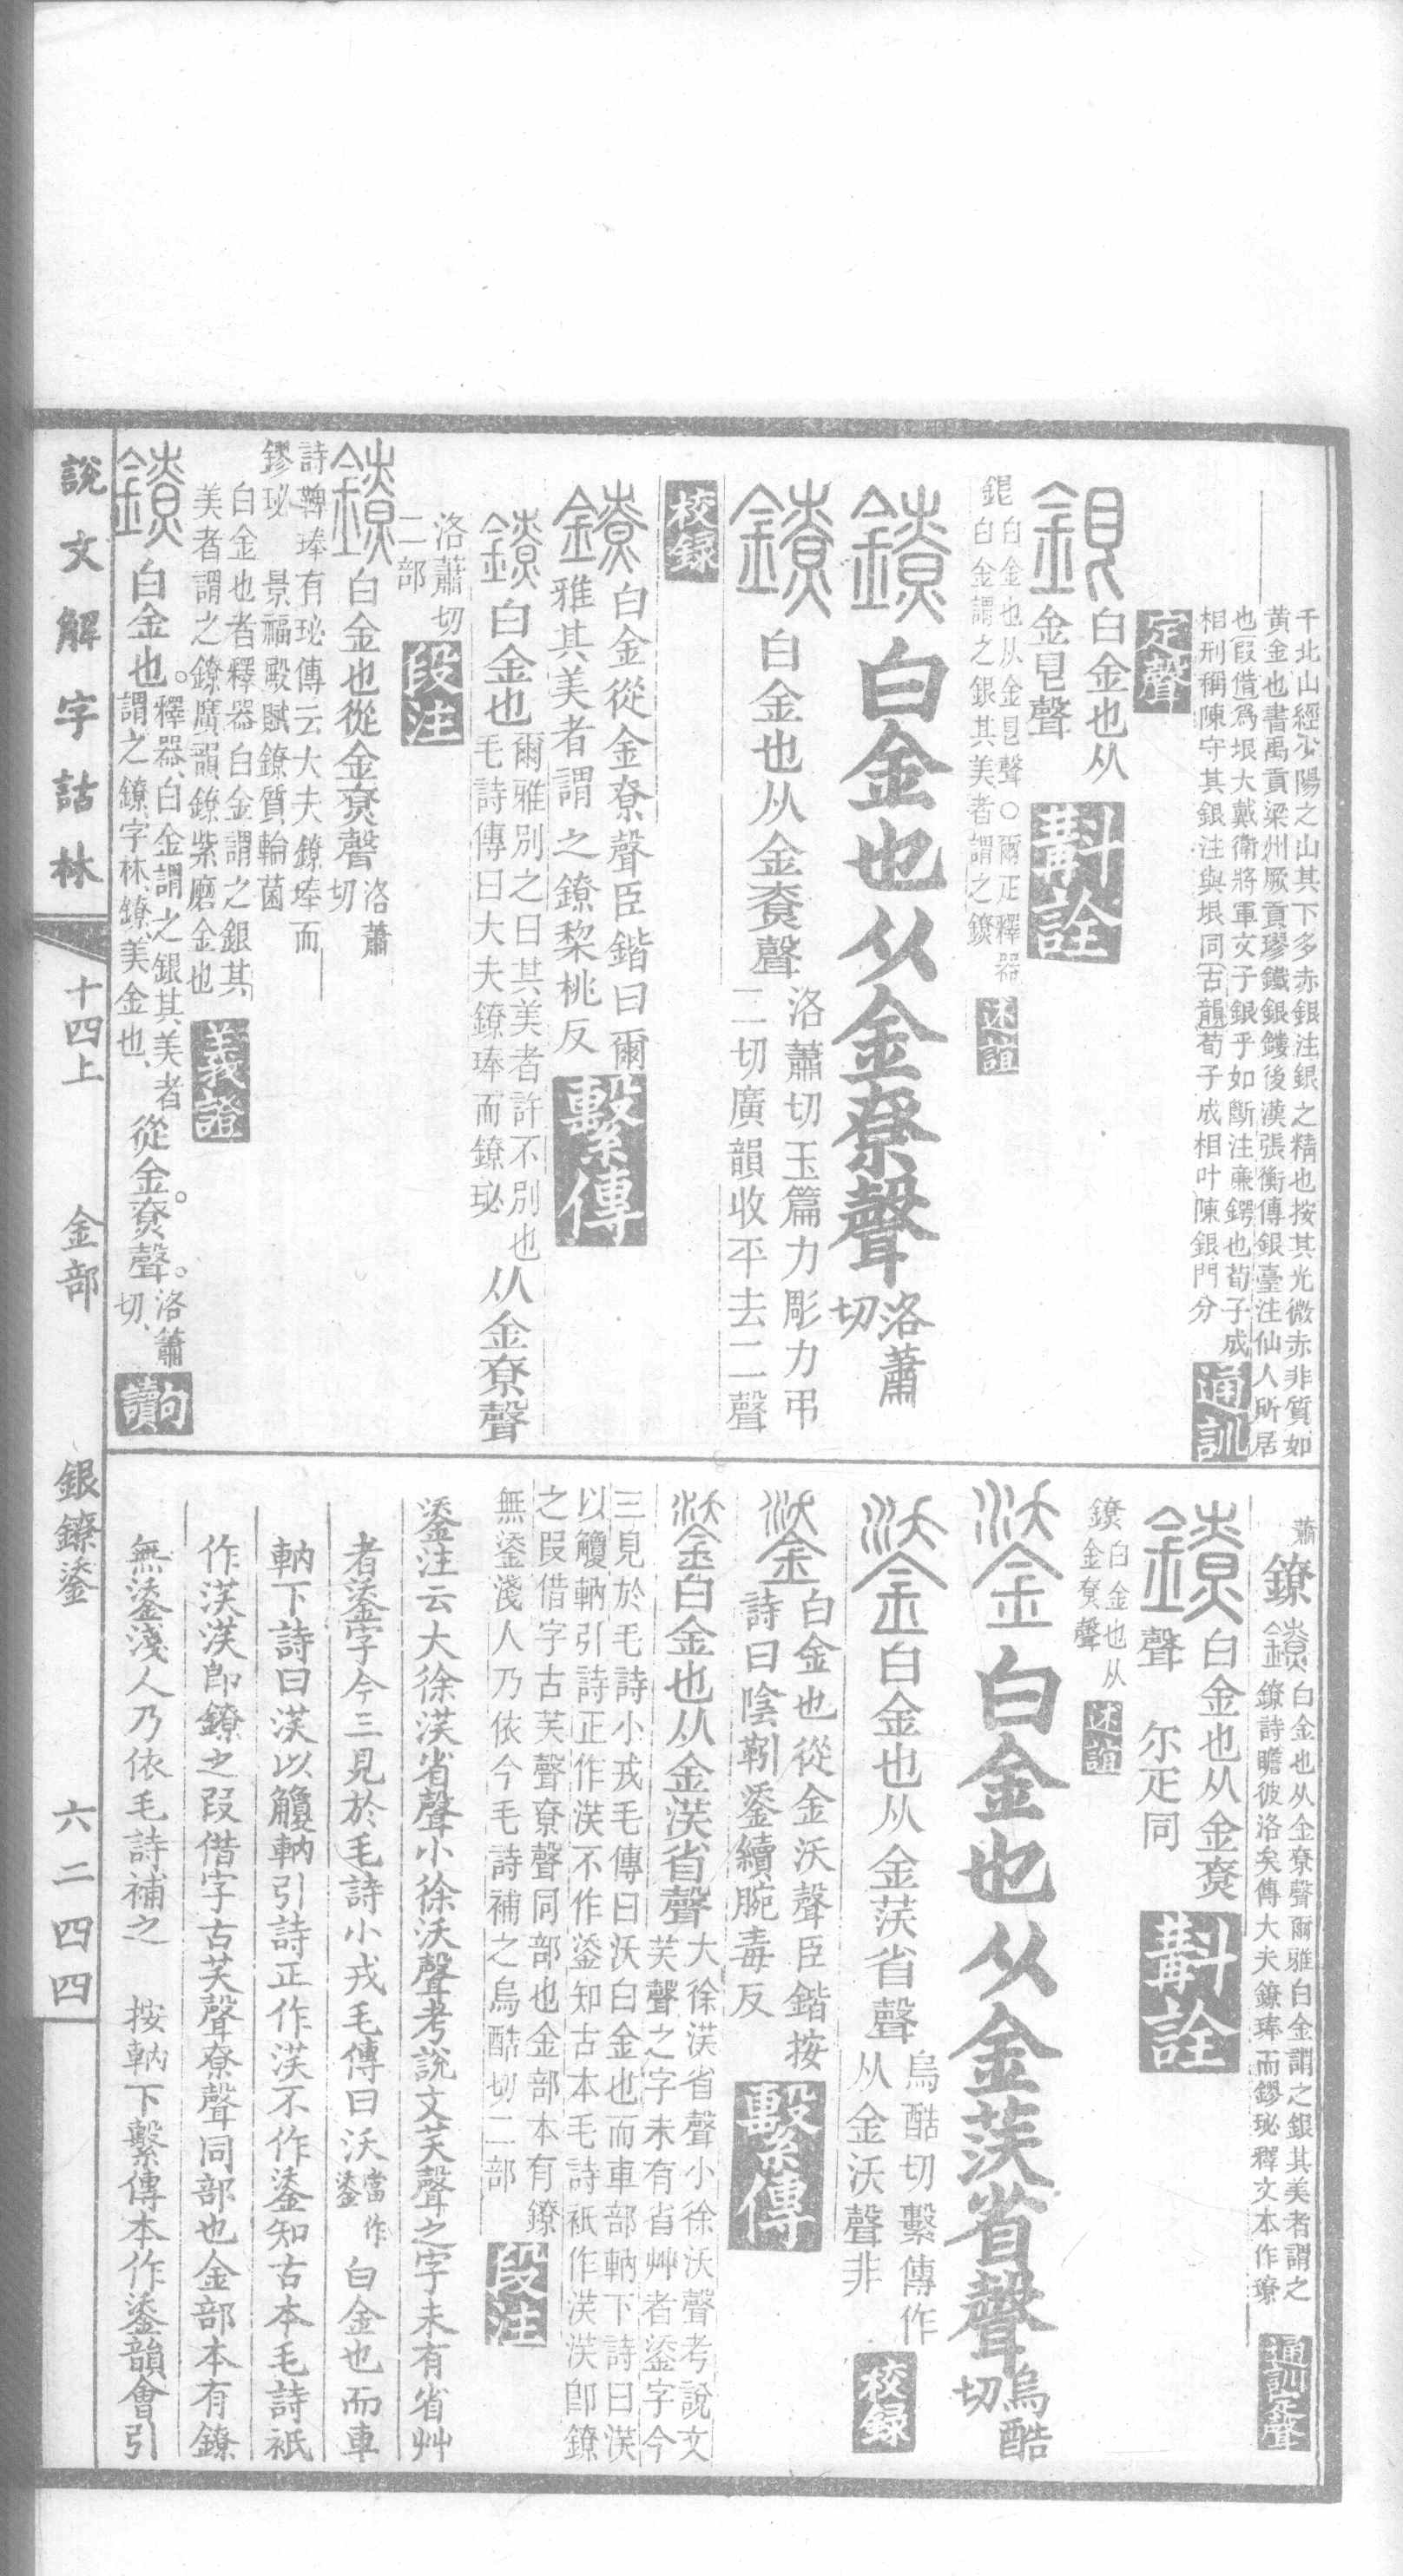 千北山經少陽之山其下多赤銀注銀之精也按其光微赤非質如
黃金也書禹貢梁州厥貢璆鐵銀鏤後漢張衡傳銀臺注仙人所居
也叚借爲垠大戴衛將軍文子銀乎如斷注廉鍔也荀子成
相刑稱陳守其銀注與垠同古韻荀子成相叶陳銀門分
通訓
定聲
銀
白金也从
金㫐聲
斠詮
銀
白金也从金㫐聲○爾疋釋器
白金謂之銀其美者謂之鐐
述誼
鐐
白金也从金尞聲
洛蕭
切
鐐
白金也从金尞聲
洛蕭切玉篇力彫力弔
二切廣韻收平去二聲
校錄
鐐
白金從金尞聲臣鍇曰爾
雅其美者謂之鐐棃桃反
繫傳
鐐
白金也
爾雅別之曰其美者許不別也
毛詩傳曰大夫鐐琫而鐐珌
从金尞聲
洛蕭切
二部
段注
鐐
白金也從金尞聲
洛蕭
切
詩鞞琫有珌傳云大夫鐐琫而
鏐珌
景福殿賦鐐質輪菌
白金也者釋器白金謂之銀其
美者謂之鐐廣韻鐐紫磨金也
義證
鐐
白金也。
釋器、白金謂之銀其美者
謂之鐐、字林、鐐、美金也、
從金尞聲。
洛蕭
切、
句讀
說文解字詁林
十四上
金部
銀鐐鋈
六二四四
蕭
鐐
鐐
白金也从金尞聲爾雅白金謂之銀其美者謂之
鐐詩瞻彼洛矣傳大夫鐐琫而鏐珌釋文本作璙
通訓定聲
鐐
白金也从金尞
聲
尔疋同
斠詮
鐐
白金也从
金尞聲
述誼
鋈
白金也从金芺省聲
烏酷
切
鋈
白金也从金芺省聲
烏酷切繫傳作
从金沃聲非
校錄
鋈
白金也從金沃聲臣鍇按
詩曰陰靷鋈續腕毒反
繫傳
鋈
白金也从金芺省聲
大徐渼省聲小徐沃聲考說文
芺聲之字未有省艸者鋈字今
三見於毛詩小戎毛傳曰沃白金也而車部軜下詩曰渼
以觼軜引詩正作渼不作鋈知古本毛詩衹作渼渼卽鐐
之叚借字古芺聲尞聲同部也金部本有鐐
無鋈淺人乃依今毛詩補之烏酷切二部
段注
鋈注云大徐渼省聲小徐沃聲考說文芺聲之字未有省艸
者鋈字今三見於毛詩小戎毛傳曰沃
當作
鋈
白金也而車
軜下詩曰渼以觼軜引詩正作渼不作鋈知古本毛詩衹
作渼渼卽鐐之叚借字古芺聲尞聲同部也金部本有鐐
無鋈淺人乃依毛詩補之 按軜下繫傳本作鋈韻會引